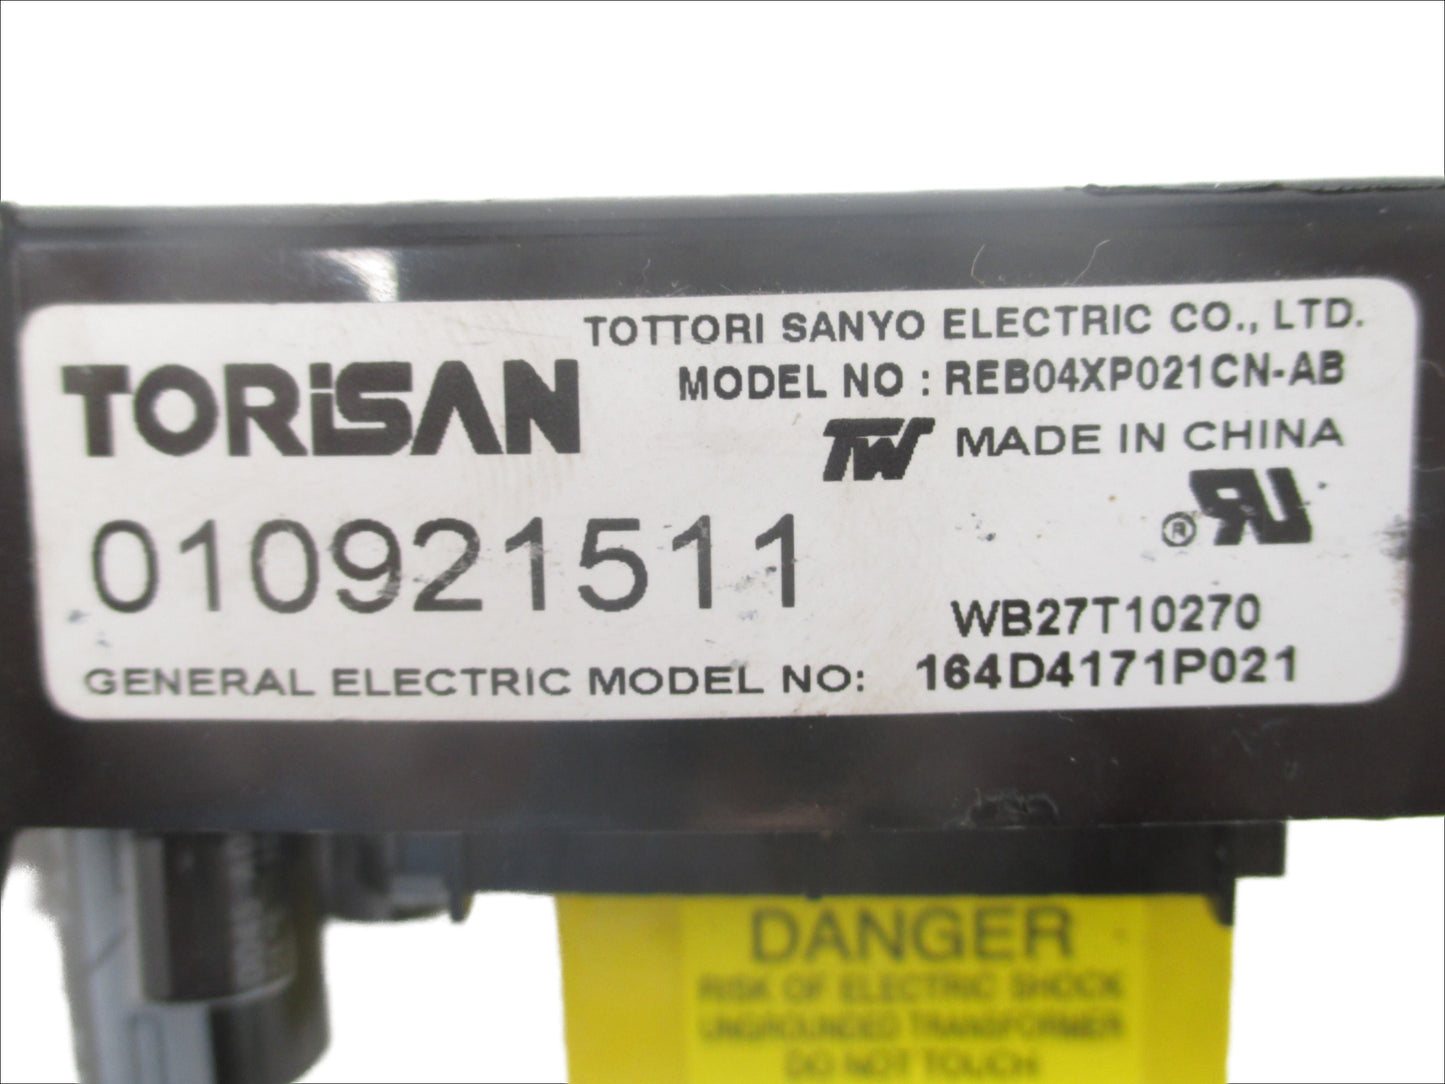 TOTTORI SANYO ELECTRIC CO., LTD.
TORiSAN
MODEL NO : REB04XP021CN-AB
MADE IN CHINA
010921511
®
WB27T10270
GENERAL ELECTRIC MODEL NO: 164D4171P021
DANGER
RISK OF ELECTRIC SHOCK
UNGROUNDED TRANSFORMER
DO NOT TOUCH